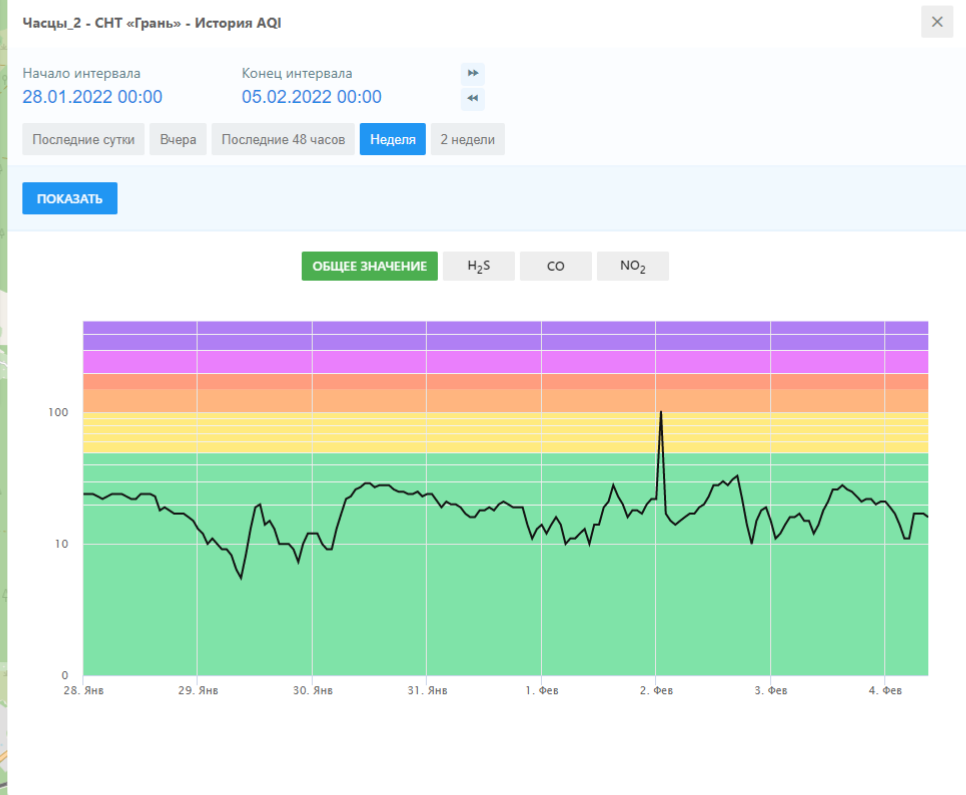 Часцы_2 - СНТ «Грань» - История AQI
Начало интервала
Конец интервала
28.01.2022 00:00
05.02.2022 00:00
Последние сутки
Вчера
Последние 48 часов
Неделя
2 недели
ПОКАЗАТЬ
ОБЩЕЕ ЗНАЧЕНИЕ
H₂S
CO
NO₂
100
10
0
28. Янв
29. Янв
30. Янв
31. Янв
1. Фев
2. Фев
3. Фев
4. Фев